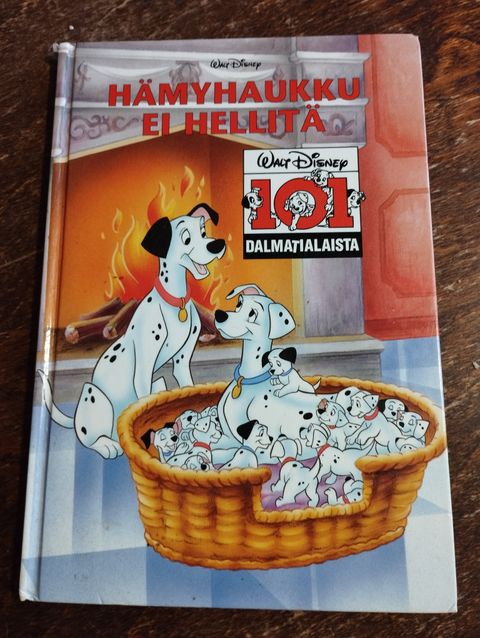 WALT DISNEY
HÄMYHAUKKU
EI HELLITÄ
WALT DISNEY
101
DALMATIALAISTA